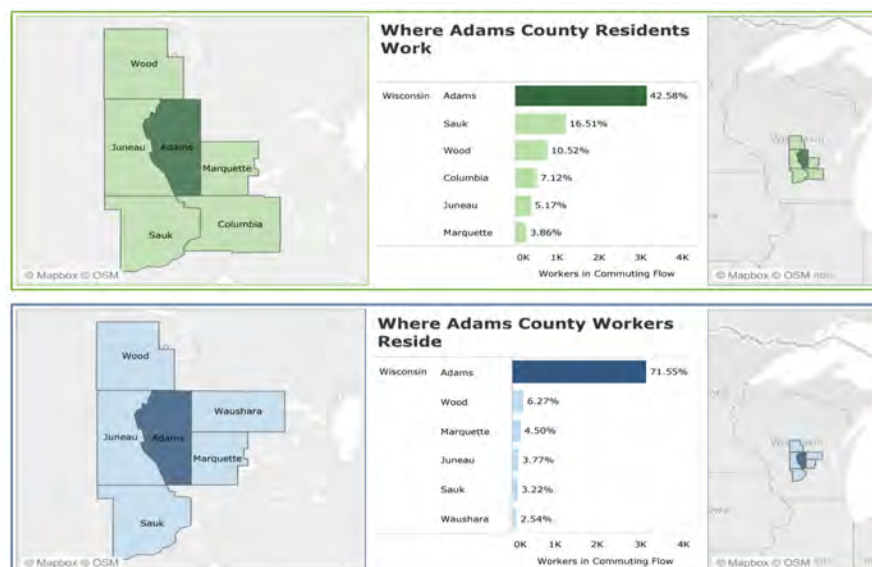 Wood
Juneau
Adams
Marquette
Sauk
Columbia
© Mapbox © OSM
Where Adams County Residents
Work
Wisconsin Adams 42.58%
Sauk 16.51%
Wood 10.52%
Columbia 7.12%
Juneau 5.17%
Marquette 3.86%
0K 1K 2K 3K 4K
Workers in Commuting Flow
© Mapbox © OSM
Wood
Waushara
Juneau
Adams
Marquette
Sauk
© Mapbox © OSM
Where Adams County Workers
Reside
Wisconsin Adams 71.55%
Wood 6.27%
Marquette 4.50%
Juneau 3.77%
Sauk 3.22%
Waushara 2.54%
0K 1K 2K 3K 4K
Workers in Commuting Flow
© Mapbox © OSM